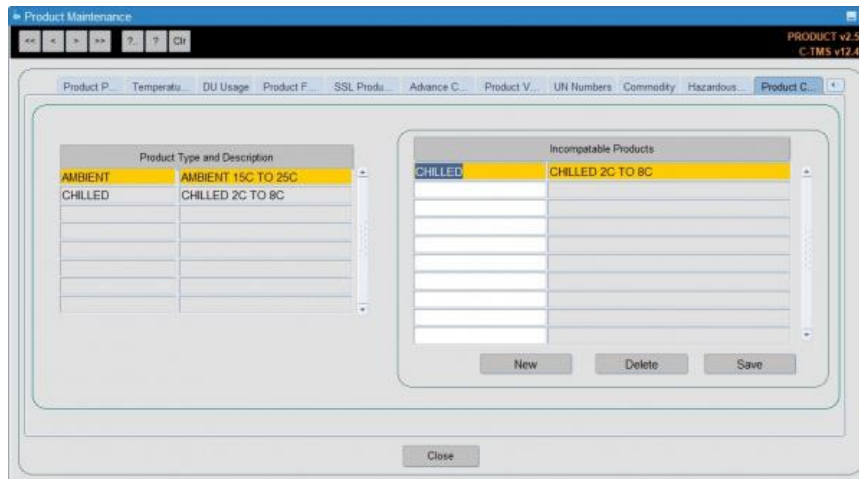 Product Maintenance
<< < > >> ?.. ? Clr
PRODUCT v2.5
C-TMS v12.4
Product P... Temperatu... DU Usage Product F... SSL Produ... Advance C... Product V... UN Numbers Commodity Hazardous... Product C...
Product Type and Description
AMBIENT AMBIENT 15C TO 25C
CHILLED CHILLED 2C TO 8C
Incompatable Products
CHILLED CHILLED 2C TO 8C
New Delete Save
Close